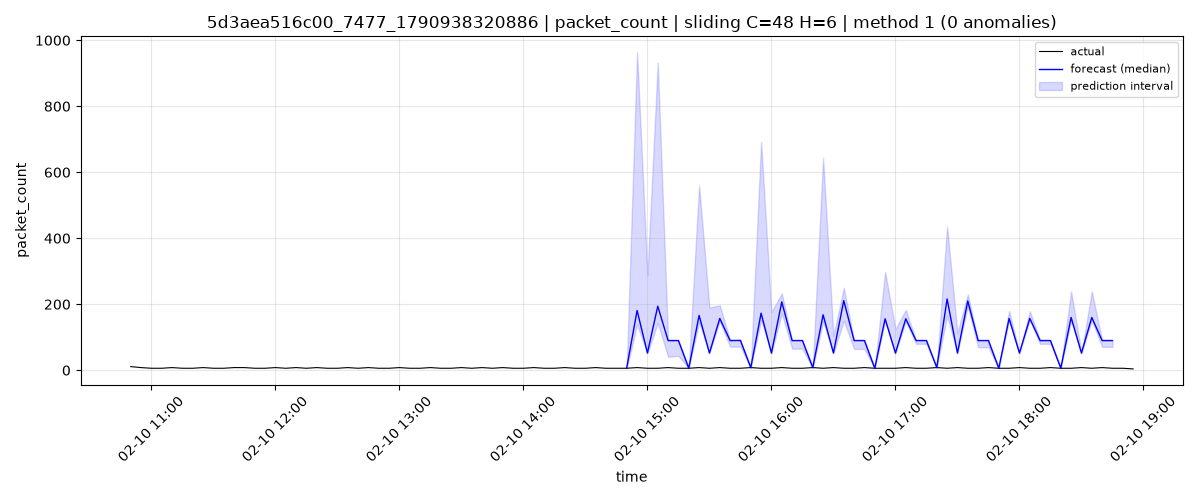 5d3aea516c00_7477_1790938320886 | packet_count | sliding C=48 H=6 | method 1 (0 anomalies)
actual
forecast (median)
prediction interval
packet_count
1000
800
600
400
200
0
02-10 11:00
02-10 12:00
02-10 13:00
02-10 14:00
02-10 15:00
02-10 16:00
02-10 17:00
02-10 18:00
02-10 19:00
time